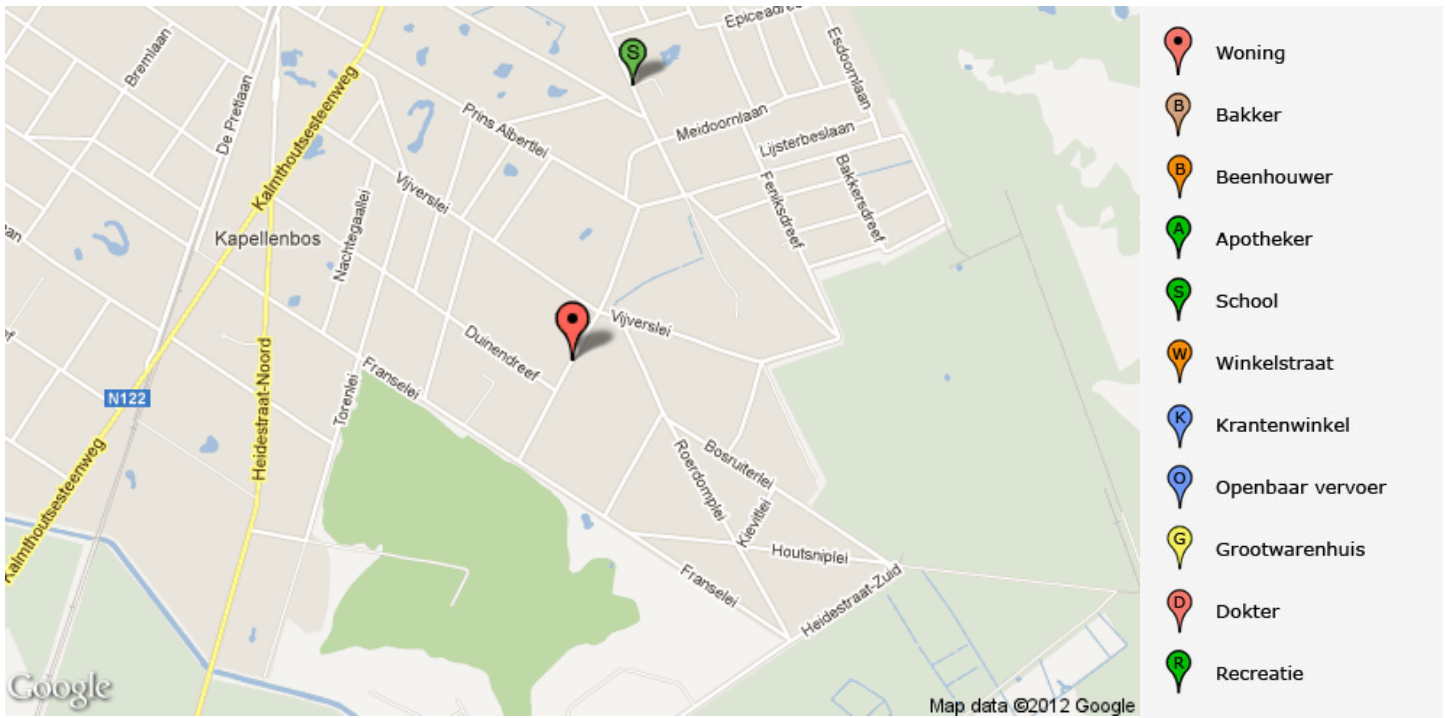 Epiceadreef
Bremlaan
De Pretlaan
Kalmthoutsesteenweg
S
Esdoornlaan
Prins Albertlei
Meidoornlaan
Lijsterbeslaan
Bakkersdreef
Feniksdreef
Vijverslei
Nachtegaallei
Kapellenbos
Vijverslei
Duinendreef
Franselei
Torenlei
Heidestraat-Noord
N122
Kalmthoutsesteenweg
Roerdomplei
Bosruiterlei
Kievitlei
Houtsniplei
Franselei
Heidestraat-Zuid
Google
Map data ©2012 Google
Woning
B Bakker
B Beenhouwer
A Apotheker
S School
W Winkelstraat
K Krantenwinkel
O Openbaar vervoer
G Grootwarenhuis
D Dokter
R Recreatie